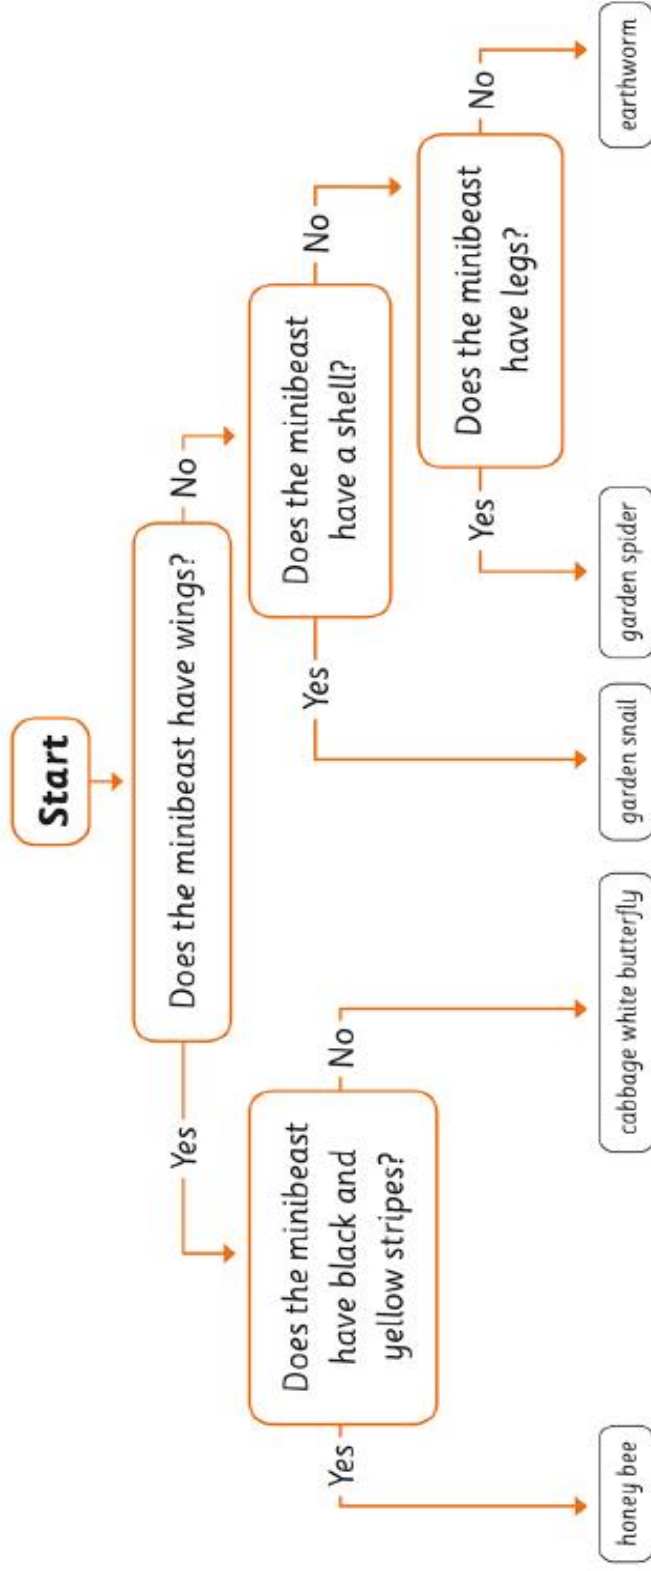 Start
Does the minibeast have wings?
Yes
No
Does the minibeast
have black and
yellow stripes?
Does the minibeast
have a shell?
Yes
No
Yes
No
Does the minibeast
have legs?
Yes
No
honey bee
cabbage white butterfly
garden snail
garden spider
earthworm